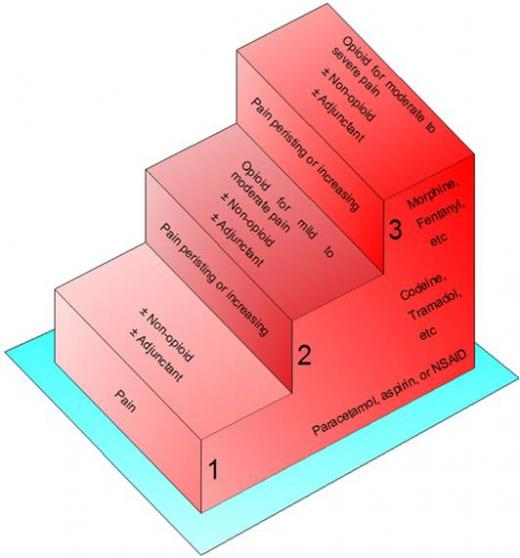 Opioid for moderate to
severe pain
± Non-opioid
± Adjunctant
Pain peristing or increasing
3
Morphine,
Fentanyl,
etc
Opioid for mild to
moderate pain
± Non-opioid
± Adjunctant
Pain peristing or increasing
2
Codeine,
Tramadol,
etc
± Non-opioid
± Adjunctant
Pain
1
Paracetamol, aspirin, or NSAID